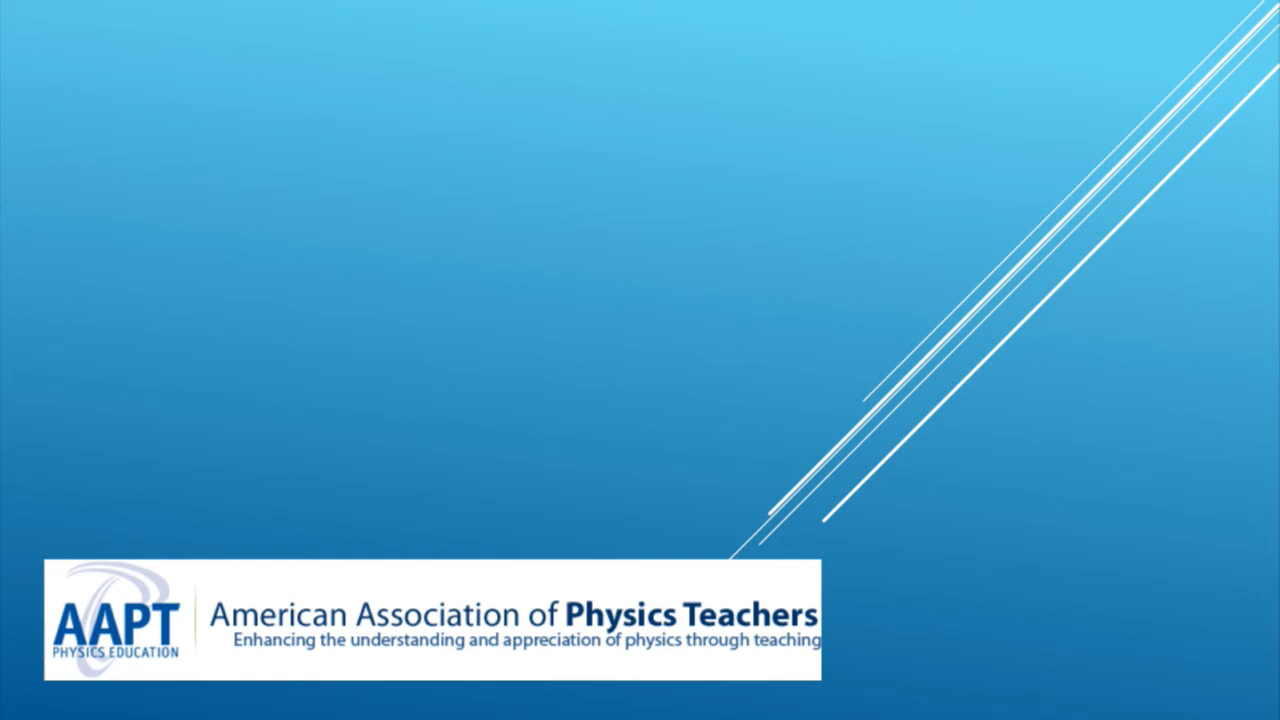 AAPT
PHYSICS EDUCATION
American Association of Physics Teachers
Enhancing the understanding and appreciation of physics through teaching